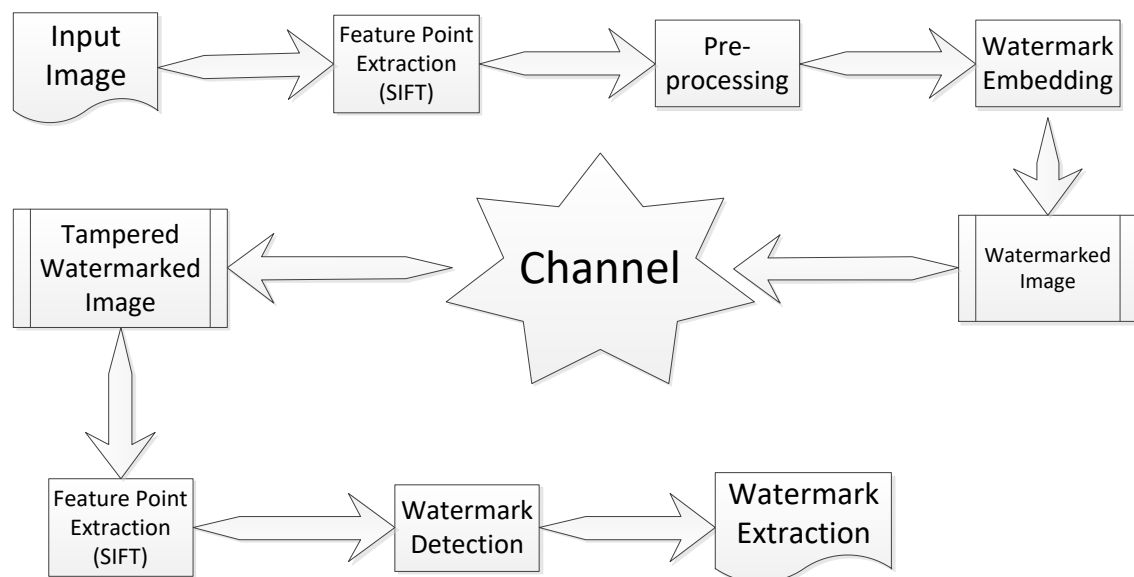 Input
Image
Feature Point
Extraction
(SIFT)
Pre-
processing
Watermark
Embedding
Watermarked
Image
Channel
Tampered
Watermarked
Image
Feature Point
Extraction
(SIFT)
Watermark
Detection
Watermark
Extraction